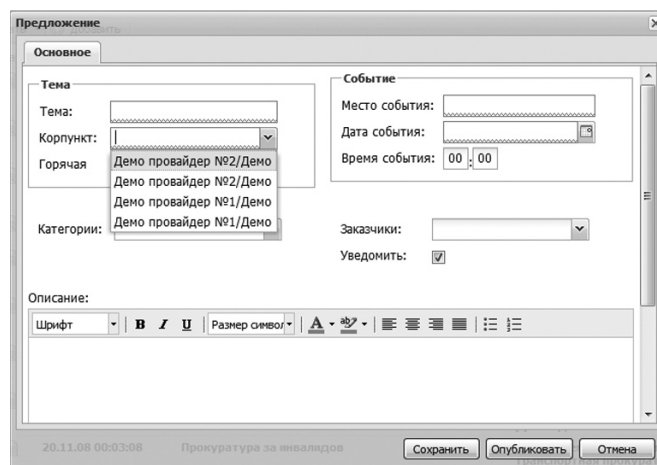 Предложение
Добавить
Основное
Тема
Тема:
Корпункт:
Демо провайдер №2/Демо
Демо провайдер №2/Демо
Демо провайдер №1/Демо
Демо провайдер №1/Демо
Горячая
Категории:
Событие
Место события:
Дата события:
Время события: 00 : 00
Заказчики:
Уведомить:
Описание:
Шрифт B I U Размер символ A ab
20.11.08 00:03:08 Прокуратура за инвалидов
Сохранить Опубликовать Отмена